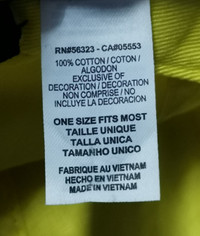 RN#56323 - CA#05553
100% COTTON / COTON /
ALGODON
EXCLUSIVE OF
DECORATION / DECORATION
NON COMPRISE / NO
INCLUYE LA DECORACION
ONE SIZE FITS MOST
TAILLE UNIQUE
TALLA UNICA
TAMANHO UNICO
FABRIQUE AU VIETNAM
HECHO EN VIETNAM
MADE IN VIETNAM